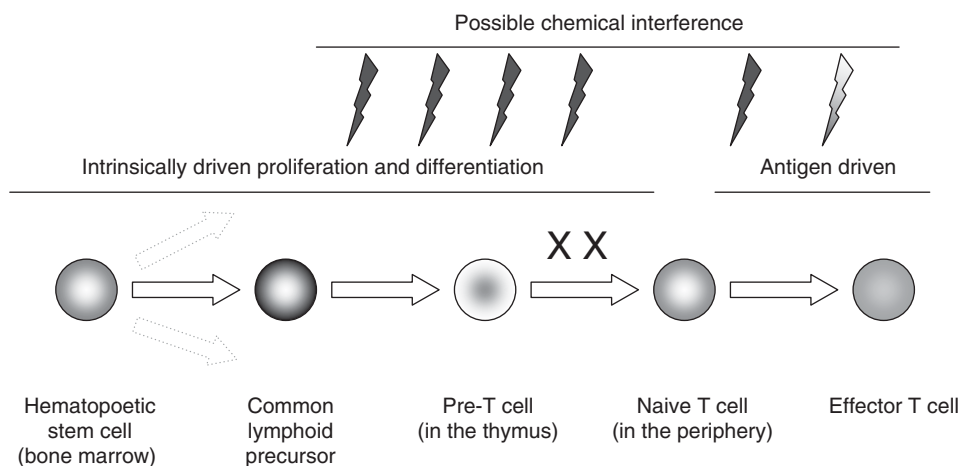 Possible chemical interference
Intrinsically driven proliferation and differentiation
Antigen driven
X X
Hematopoetic
stem cell
(bone marrow)
Common
lymphoid
precursor
Pre-T cell
(in the thymus)
Naive T cell
(in the periphery)
Effector T cell